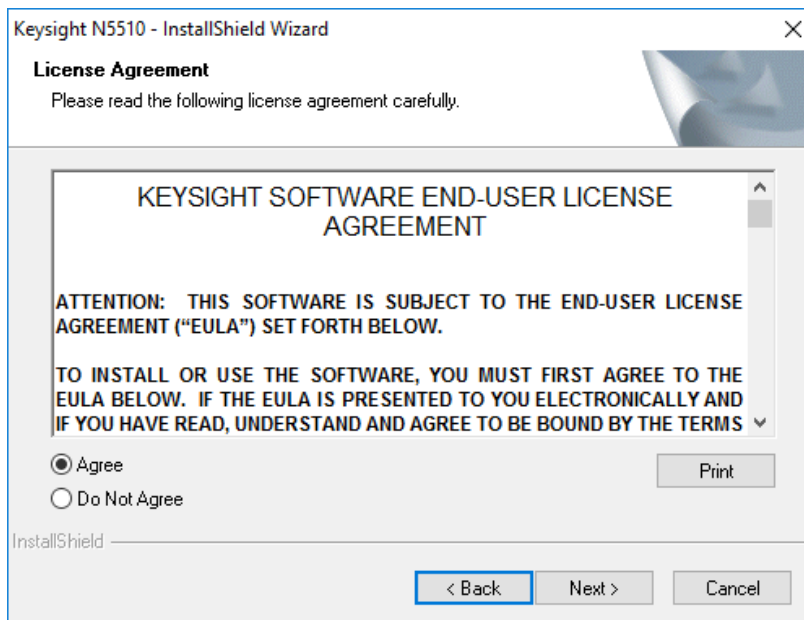 Keysight N5510 - InstallShield Wizard
License Agreement
Please read the following license agreement carefully.
KEYSIGHT SOFTWARE END-USER LICENSE
AGREEMENT
ATTENTION: THIS SOFTWARE IS SUBJECT TO THE END-USER LICENSE
AGREEMENT (“EULA”) SET FORTH BELOW.
TO INSTALL OR USE THE SOFTWARE, YOU MUST FIRST AGREE TO THE
EULA BELOW. IF THE EULA IS PRESENTED TO YOU ELECTRONICALLY AND
IF YOU HAVE READ, UNDERSTAND AND AGREE TO BE BOUND BY THE TERMS
Agree
Print
Do Not Agree
InstallShield
< Back
Next >
Cancel